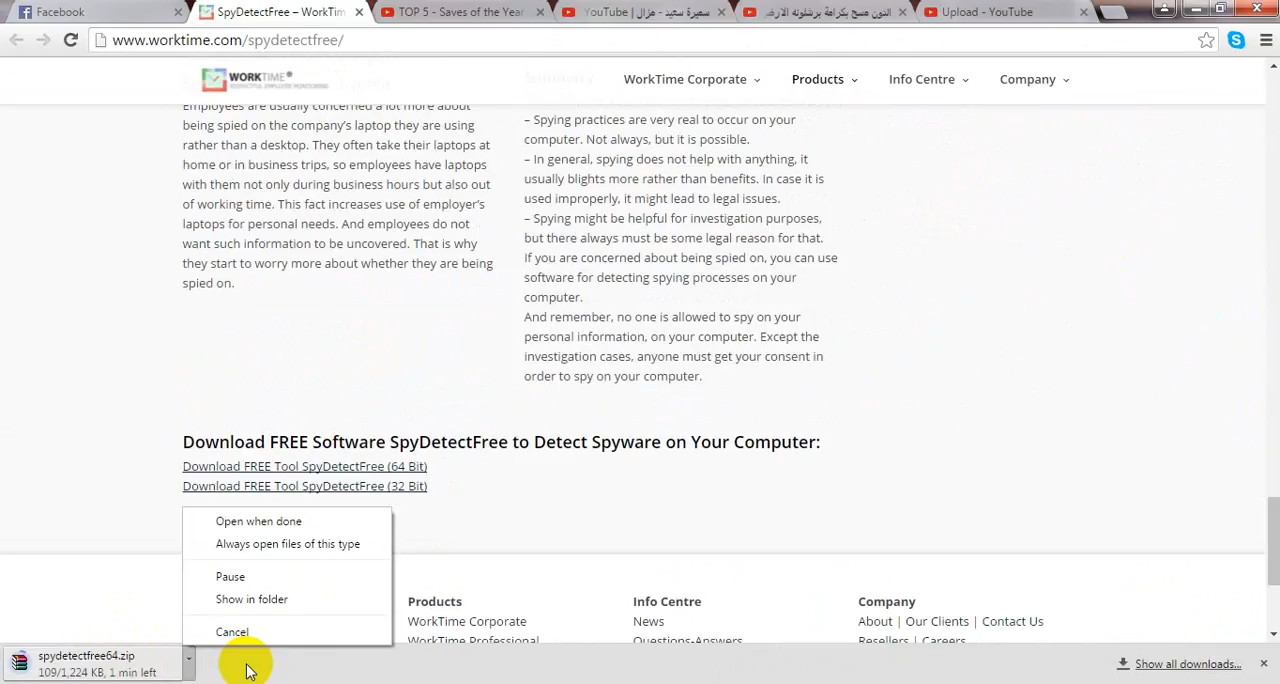 Facebook
SpyDetectFree – WorkTim
TOP 5 - Saves of the Year
سميرة سعيد - هزال | YouTube
النون مسح بكرامة برشلونه الارض
Upload - YouTube
www.worktime.com/spydetectfree/
WORKTIME®
WorkTime Corporate
Products
Info Centre
Company
Employees are usually concerned a lot more about
being spied on the company's laptop they are using
rather than a desktop. They often take their laptops at
home or in business trips, so employees have laptops
with them not only during business hours but also out
of working time. This fact increases use of employer's
laptops for personal needs. And employees do not
want such information to be uncovered. That is why
they start to worry more about whether they are being
spied on.
Summary
– Spying practices are very real to occur on your
computer. Not always, but it is possible.
– In general, spying does not help with anything, it
usually blights more rather than benefits. In case it is
used improperly, it might lead to legal issues.
– Spying might be helpful for investigation purposes,
but there always must be some legal reason for that.
If you are concerned about being spied on, you can use
software for detecting spying processes on your
computer.
And remember, no one is allowed to spy on your
personal information, on your computer. Except the
investigation cases, anyone must get your consent in
order to spy on your computer.
Download FREE Software SpyDetectFree to Detect Spyware on Your Computer:
Download FREE Tool SpyDetectFree (64 Bit)
Download FREE Tool SpyDetectFree (32 Bit)
Open when done
Always open files of this type
Pause
Show in folder
Cancel
Products
WorkTime Corporate
WorkTime Professional
Info Centre
News
Questions-Answers
Company
About | Our Clients | Contact Us
Resellers | Careers
spydetectfree64.zip
109/1,224 KB, 1 min left
Show all downloads...